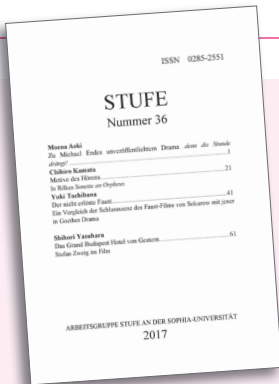 ISSN 0285-2551
STUFE
Nummer 36
Moena Aoki
Zu Michael Endes unveröffentlichtem Drama „denn die Stunde
drängt“ 1
Chihiro Kamata
Motive des Hörens 21
In Rilkes Sonette an Orpheus
Yuki Tachibana
Der nicht erlöste Faust 41
Ein Vergleich der Schlussszene des Faust-Films von Sokurow mit jener
in Goethes Drama
Shihori Yasuhara
Das Grand Budapest Hotel von Gestern 61
Stefan Zweig im Film
ARBEITSGRUPPE STUFE AN DER SOPHIA-UNIVERSITÄT
2017